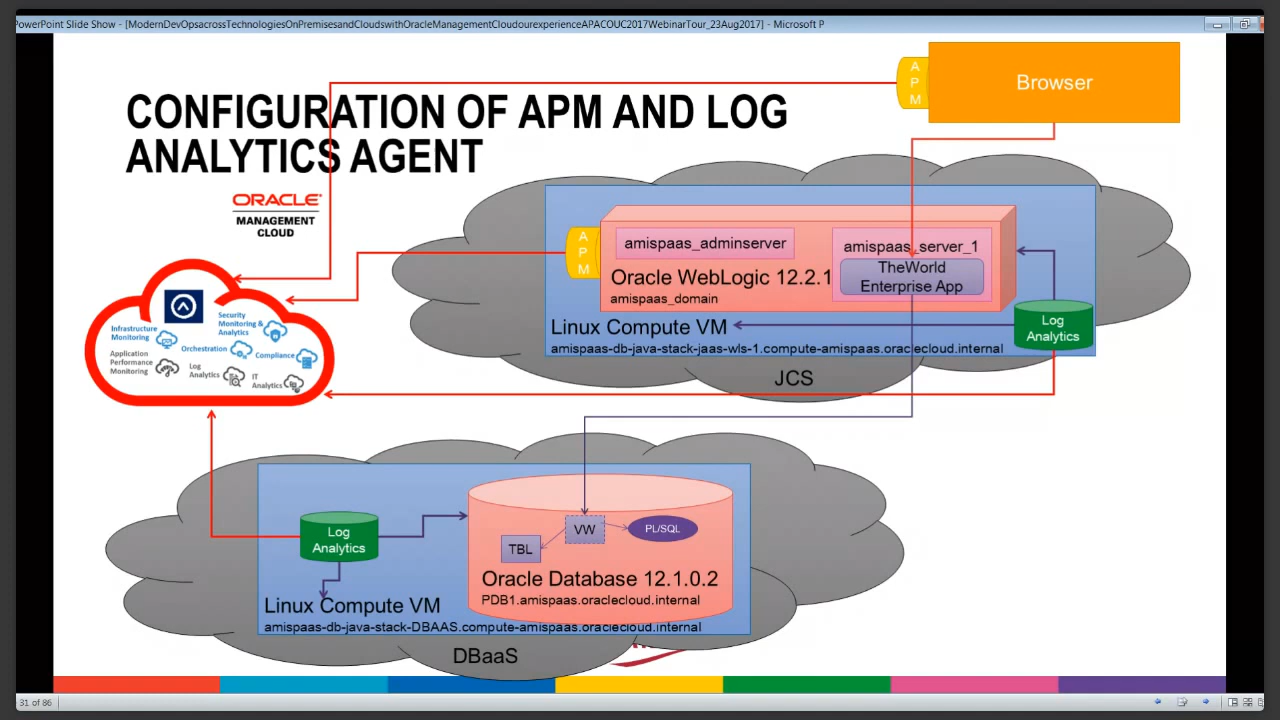 PowerPoint Slide Show - [ModernDevOpsacrossTechnologiesOnPremisesandCloudswithOracleManagementCloudourexperienceAPACOUC2017WebinarTour_23Aug2017] - Microsoft P
A
P
M
Browser
CONFIGURATION OF APM AND LOG
ANALYTICS AGENT
ORACLE®
MANAGEMENT
CLOUD
A
P
M
amispaas_adminserver
amispaas_server_1
Oracle WebLogic 12.2.1
TheWorld
Enterprise App
amispaas_domain
Linux Compute VM
Log
Analytics
amispaas-db-java-stack-jaas-wls-1.compute-amispaas.oraclecloud.internal
JCS
Infrastructure
Monitoring
Security
Monitoring &
Analytics
Orchestration
Compliance
Application
Performance
Monitoring
Log
Analytics
IT
Analytics
Log
Analytics
VW
PL/SQL
TBL
Oracle Database 12.1.0.2
PDB1.amispaas.oraclecloud.internal
Linux Compute VM
amispaas-db-java-stack-DBAAS.compute-amispaas.oraclecloud.internal
DBaaS
31 of 86